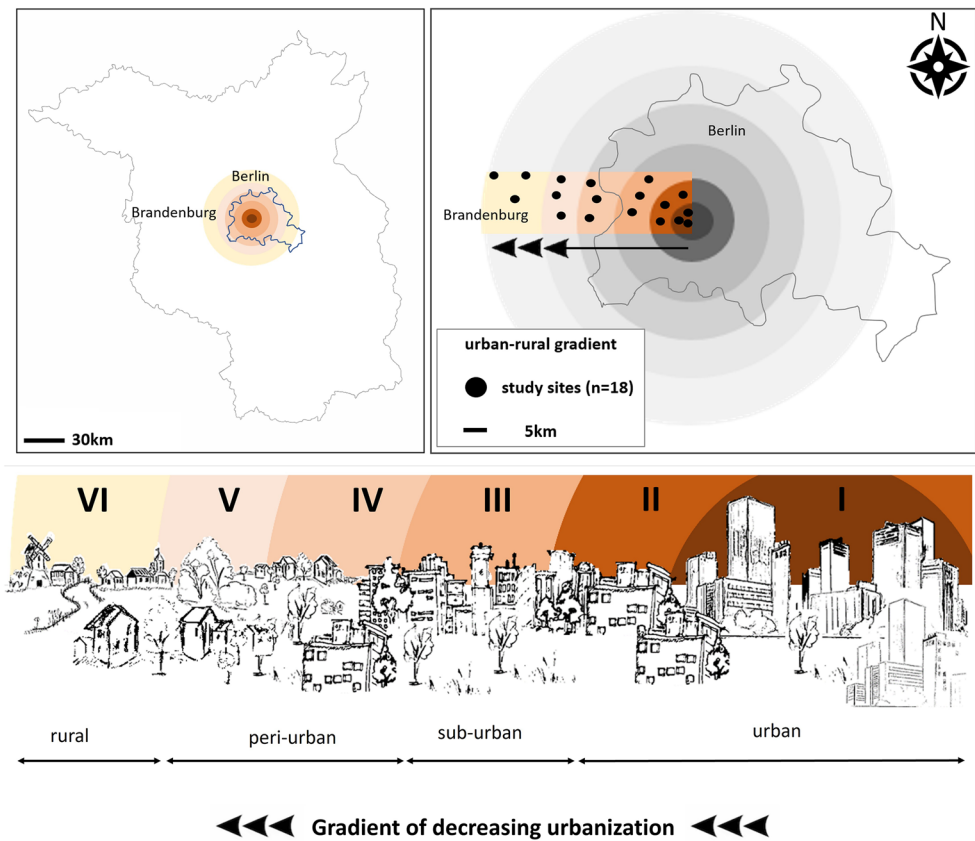 Berlin
Brandenburg
30km
N
Berlin
Brandenburg
urban-rural gradient
study sites (n=18)
5km
VI V IV III II I
rural peri-urban sub-urban urban
Gradient of decreasing urbanization